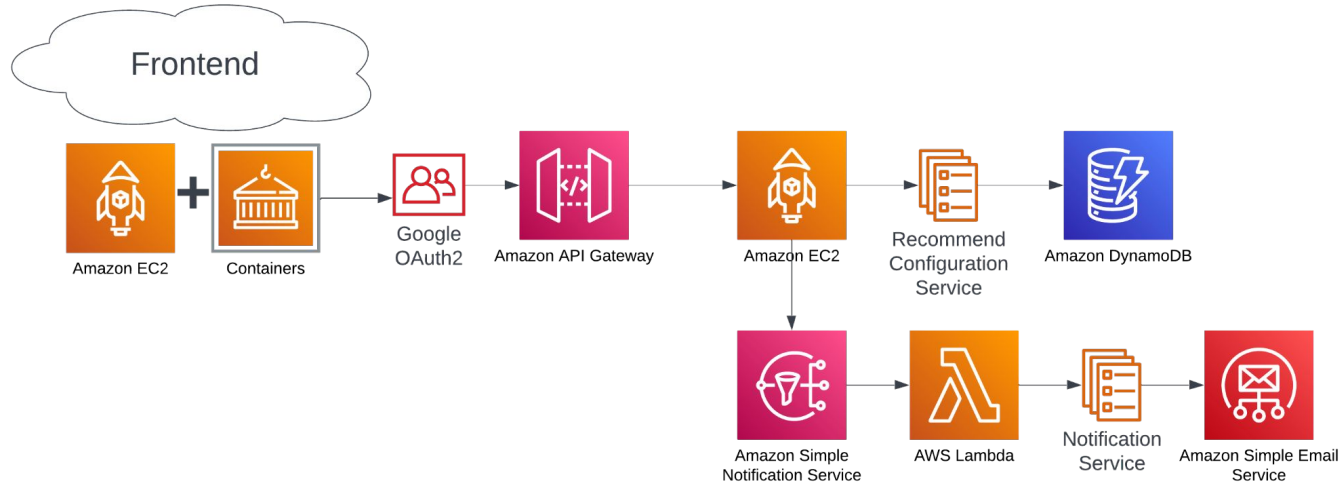 Frontend
Amazon EC2
Containers
Google
OAuth2
Amazon API Gateway
Amazon EC2
Recommend
Configuration
Service
Amazon DynamoDB
Amazon Simple
Notification Service
AWS Lambda
Notification
Service
Amazon Simple Email
Service